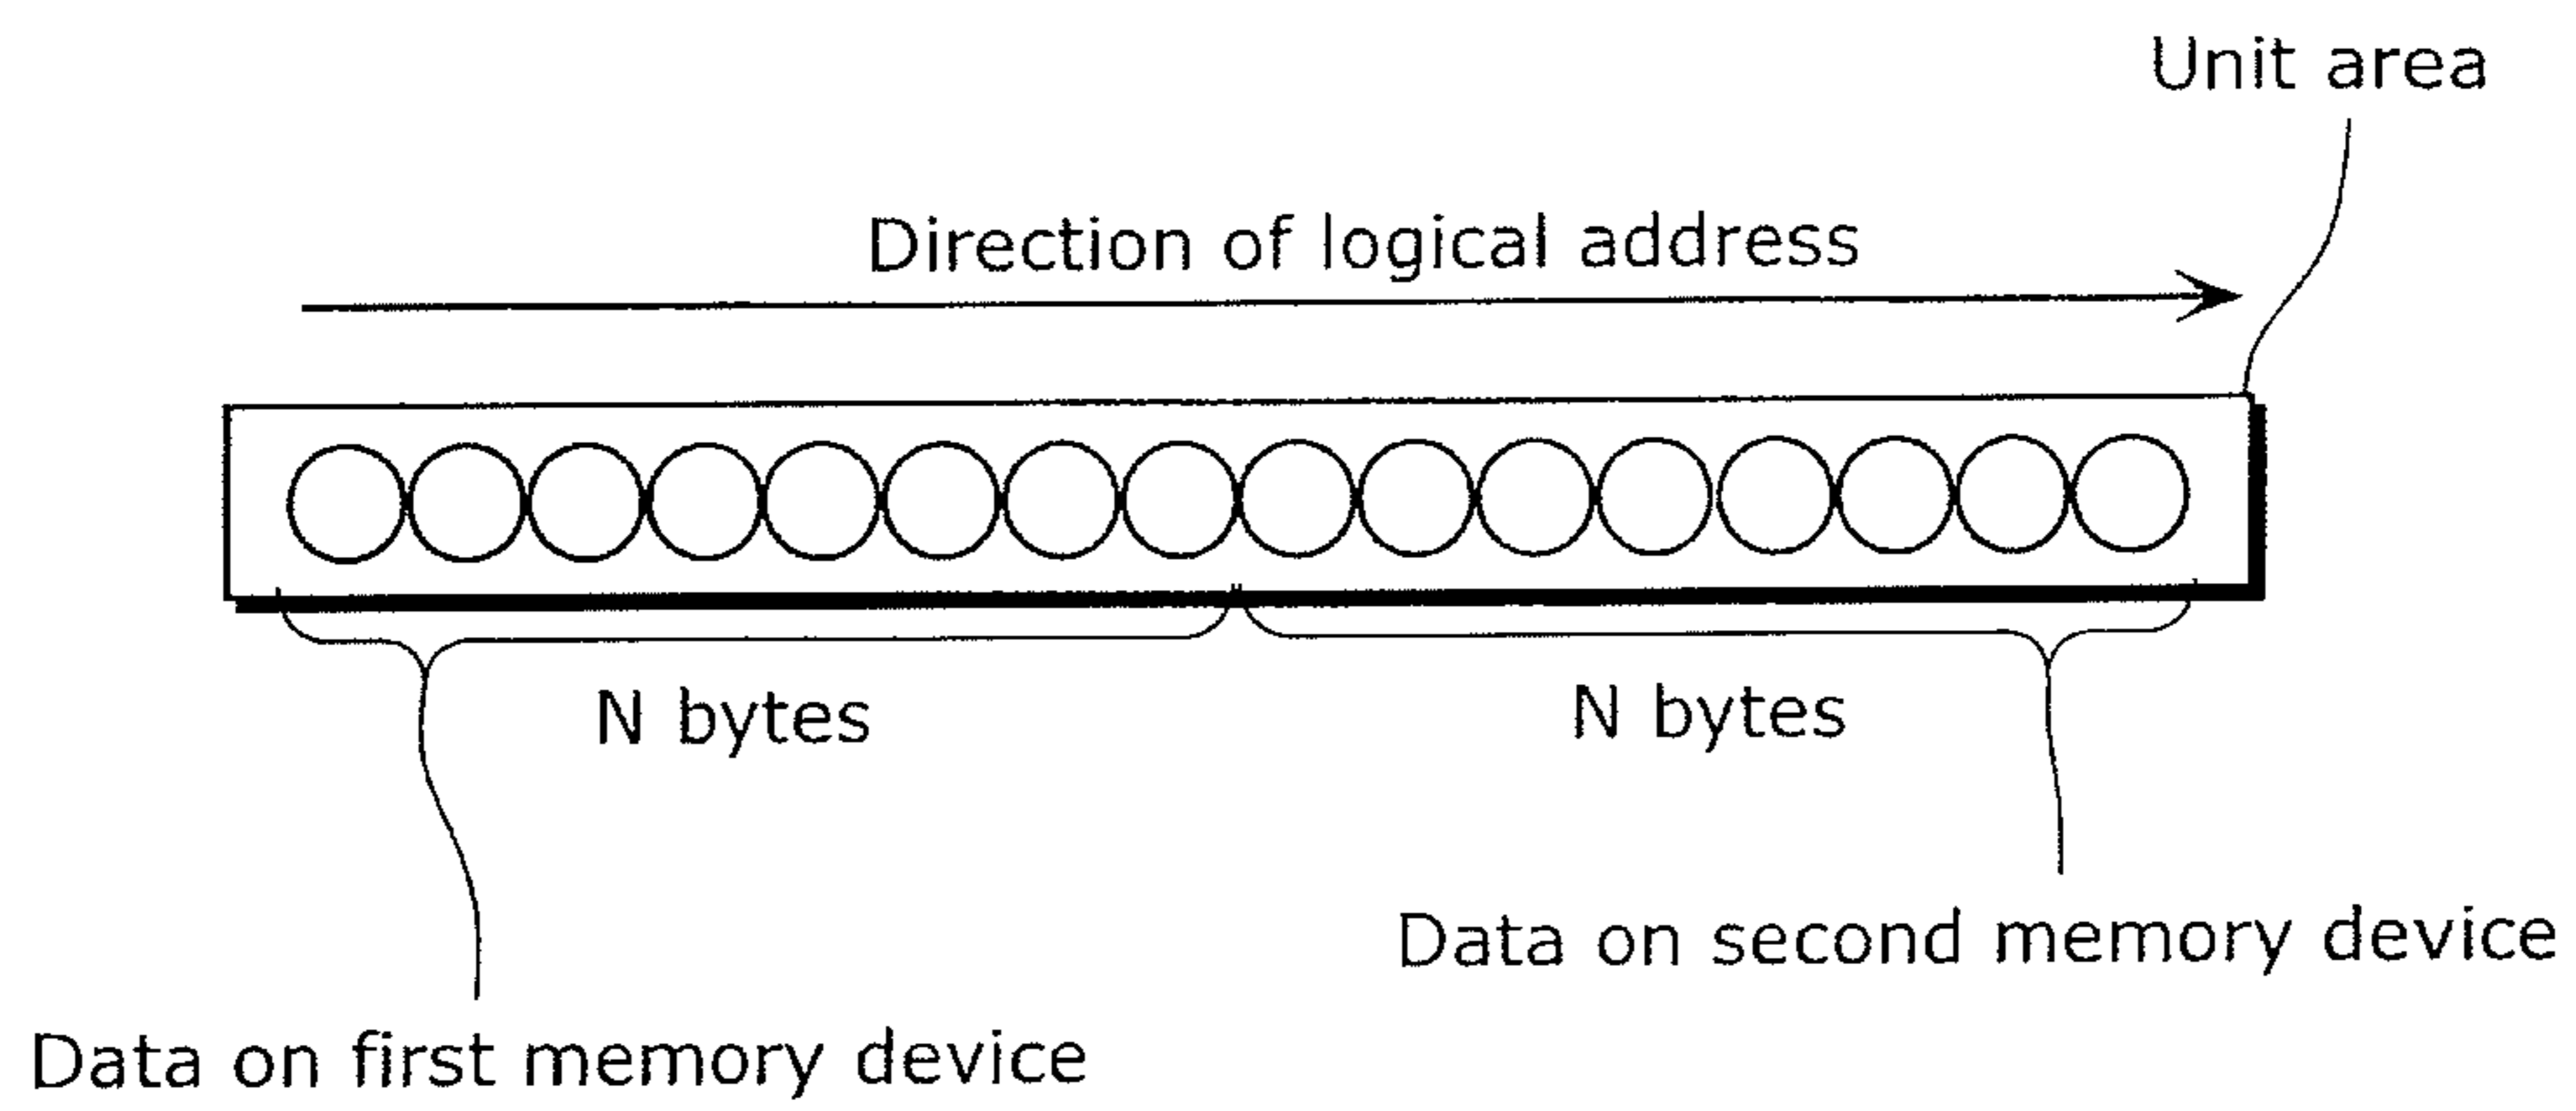 Unit area
Direction of logical address
N bytes
N bytes
Data on second memory device
Data on first memory device